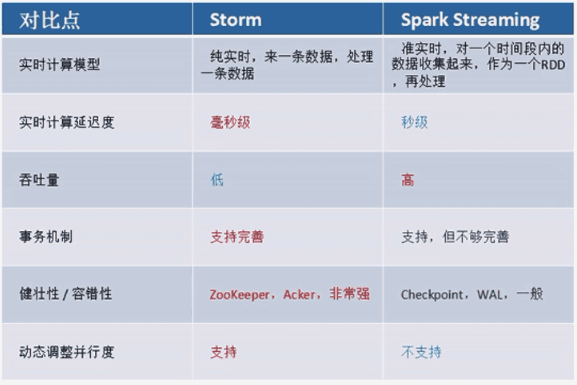 对比点 Storm Spark Streaming
实时计算模型 纯实时，来一条数据，处理 准实时，对一个时间段内的
一条数据 数据收集起来，作为一个RDD
，再处理
实时计算延迟度 毫秒级 秒级
吞吐量 低 高
事务机制 支持完善 支持，但不够完善
健壮性 / 容错性 ZooKeeper，Acker，非常强 Checkpoint，WAL，一般
动态调整并行度 支持 不支持